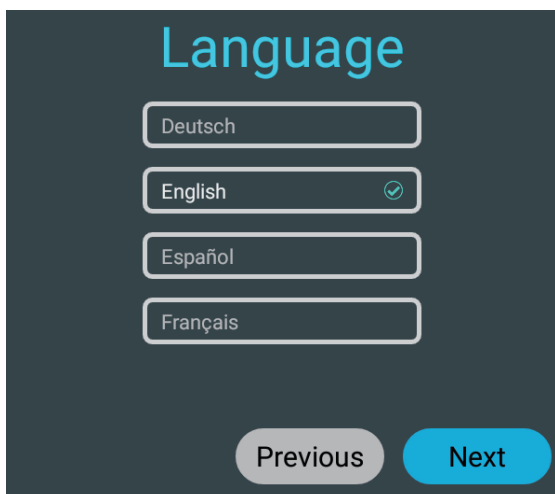 Language
Deutsch
English
Español
Français
Previous Next